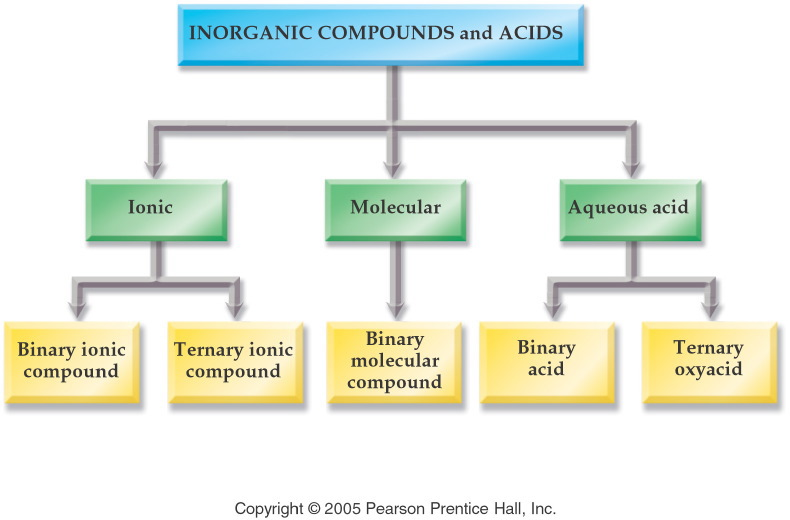 INORGANIC COMPOUNDS and ACIDS
Ionic
Molecular
Aqueous acid
Binary ionic
compound
Ternary ionic
compound
Binary
molecular
compound
Binary
acid
Ternary
oxyacid
Copyright © 2005 Pearson Prentice Hall, Inc.